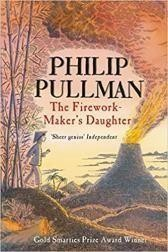 PHILIP
PULLMAN
The Firework-
Maker's Daughter
'Sheer genius' Independent
Gold Smarties Prize Award Winner